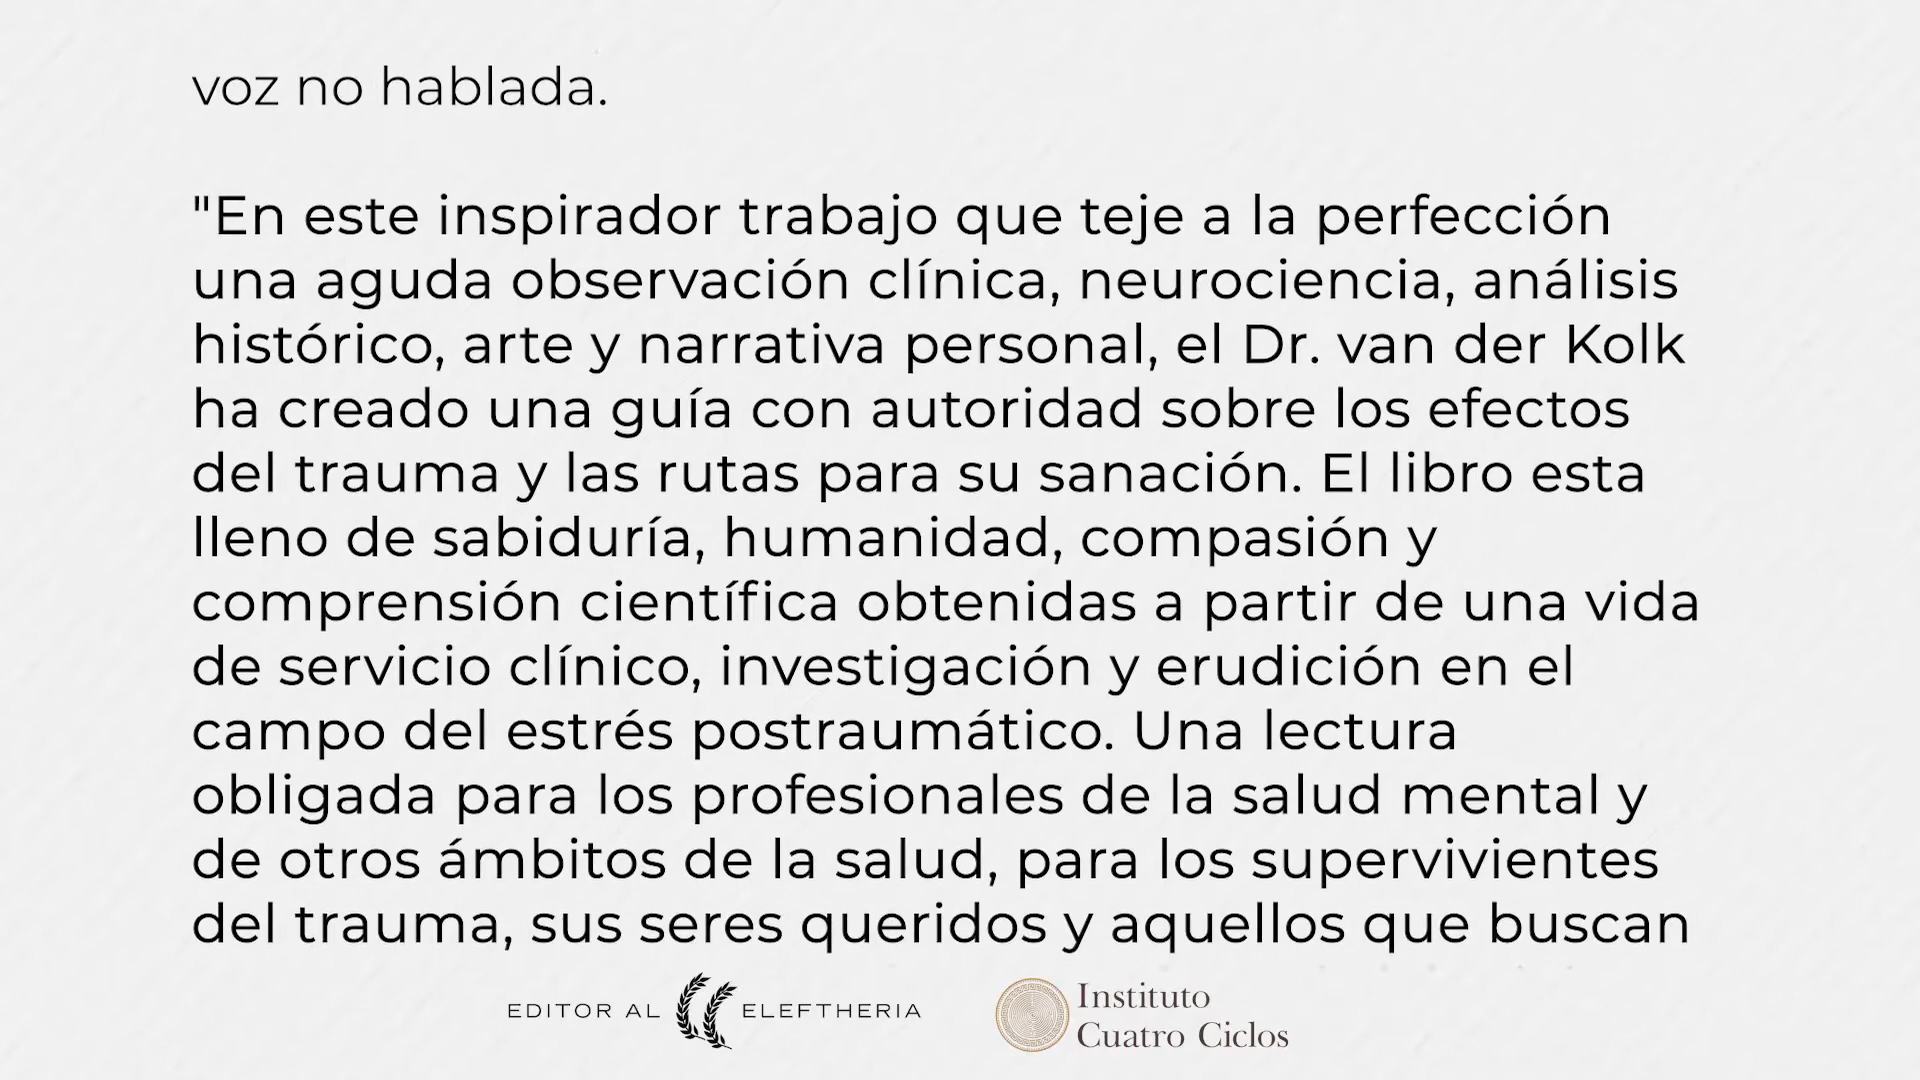 voz no hablada.
"En este inspirador trabajo que teje a la perfección
una aguda observación clínica, neurociencia, análisis
histórico, arte y narrativa personal, el Dr. van der Kolk
ha creado una guía con autoridad sobre los efectos
del trauma y las rutas para su sanación. El libro esta
lleno de sabiduría, humanidad, compasión y
comprensión científica obtenidas a partir de una vida
de servicio clínico, investigación y erudición en el
campo del estrés postraumático. Una lectura
obligada para los profesionales de la salud mental y
de otros ámbitos de la salud, para los supervivientes
del trauma, sus seres queridos y aquellos que buscan
EDITOR AL ELEFTHERIA
Instituto
Cuatro Ciclos